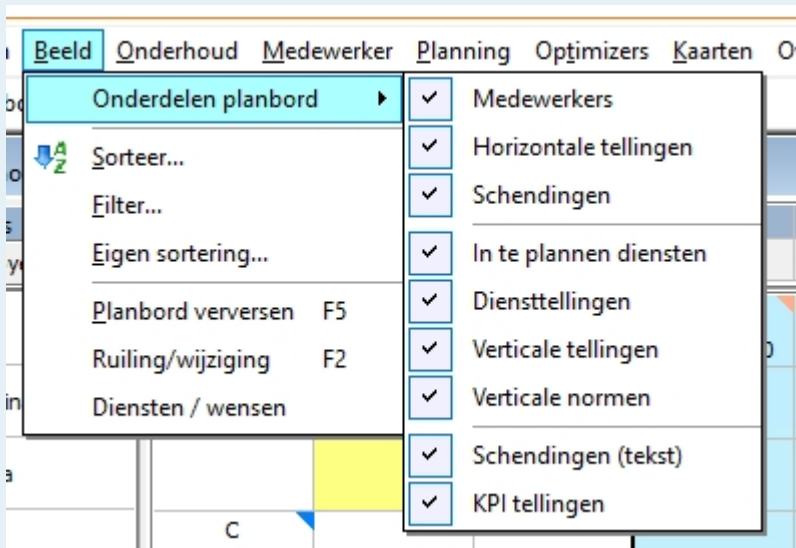 Beeld Onderhoud Medewerker Planning Optimizers Kaarten
Onderdelen planbord
Sorteer...
Filter...
Eigen sortering...
Planbord verversen F5
Ruiling/wijziging F2
Diensten / wensen
Medewerkers
Horizontale tellingen
Schendingen
In te plannen diensten
Diensttellingen
Verticale tellingen
Verticale normen
Schendingen (tekst)
KPI tellingen
C